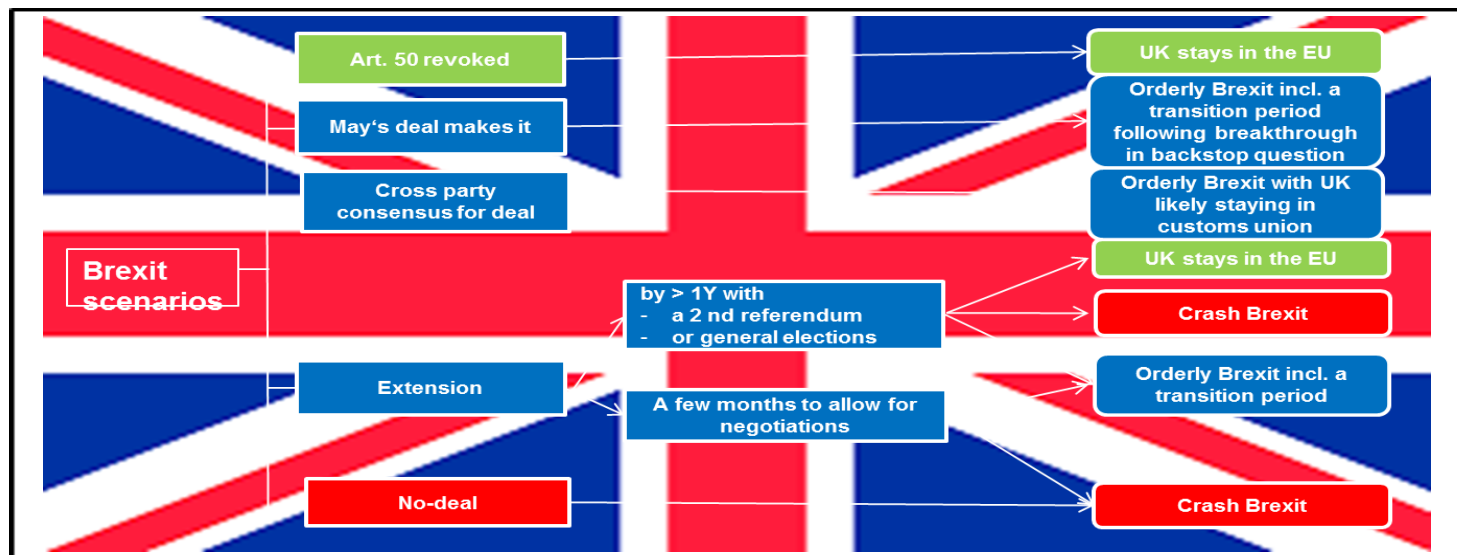 Art. 50 revoked
UK stays in the EU
May‘s deal makes it
Orderly Brexit incl. a
transition period
following breakthrough
in backstop question
Cross party
consensus for deal
Orderly Brexit with UK
likely staying in
customs union
Brexit
scenarios
UK stays in the EU
by > 1Y with
- a 2 nd referendum
- or general elections
Crash Brexit
Extension
Orderly Brexit incl. a
transition period
A few months to allow for
negotiations
No-deal
Crash Brexit